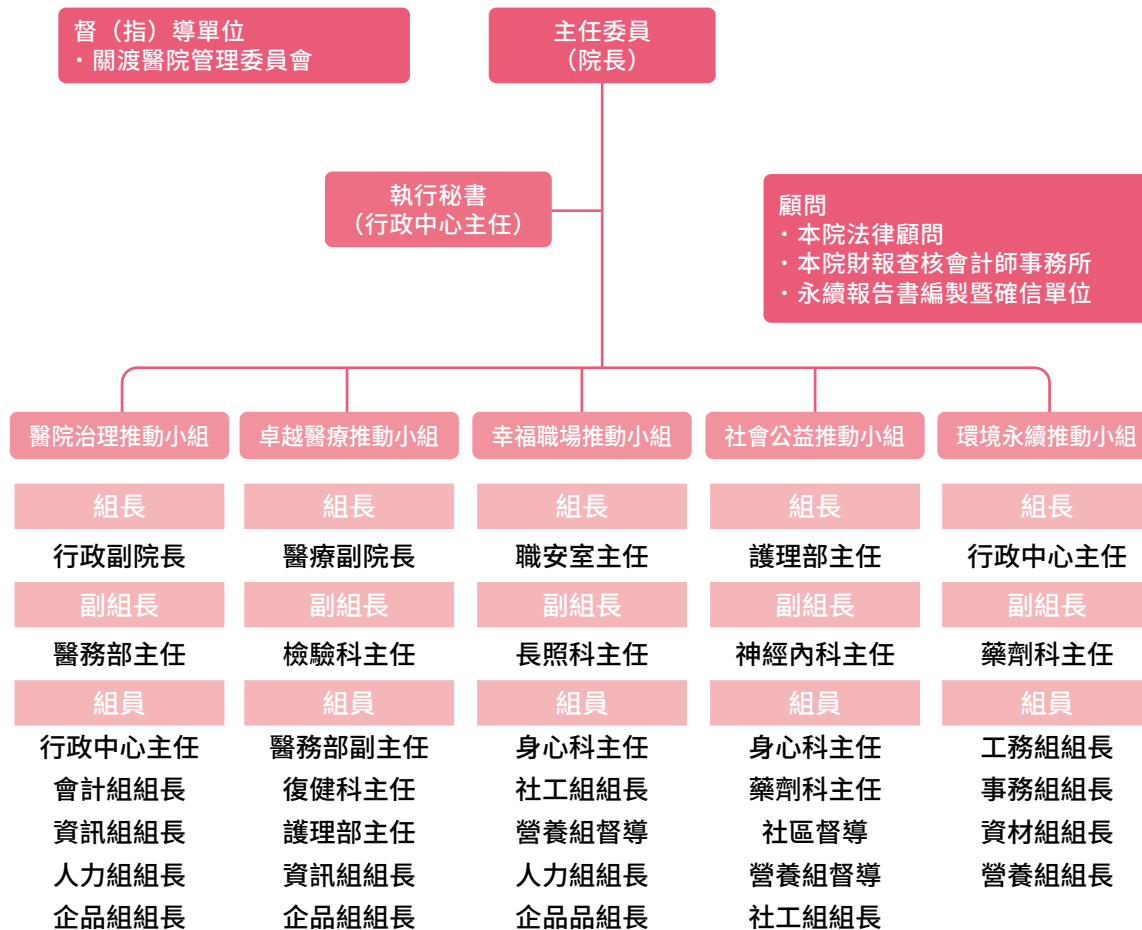 督（指）導單位
・關渡醫院管理委員會
主任委員
（院長）
執行秘書
（行政中心主任）
顧問
・本院法律顧問
・本院財報查核會計師事務所
・永續報告書編製暨確信單位
醫院治理推動小組
組長
行政副院長
副組長
醫務部主任
組員
行政中心主任
會計組組長
資訊組組長
人力組組長
企品組組長
卓越醫療推動小組
組長
醫療副院長
副組長
檢驗科主任
組員
醫務部副主任
復健科主任
護理部主任
資訊組組長
企品組組長
幸福職場推動小組
組長
職安室主任
副組長
長照科主任
組員
身心科主任
社工組組長
營養組督導
人力組組長
企品品組長
社會公益推動小組
組長
護理部主任
副組長
神經內科主任
組員
身心科主任
藥劑科主任
社區督導
營養組督導
社工組組長
環境永續推動小組
組長
行政中心主任
副組長
藥劑科主任
組員
工務組組長
事務組組長
資材組組長
營養組組長